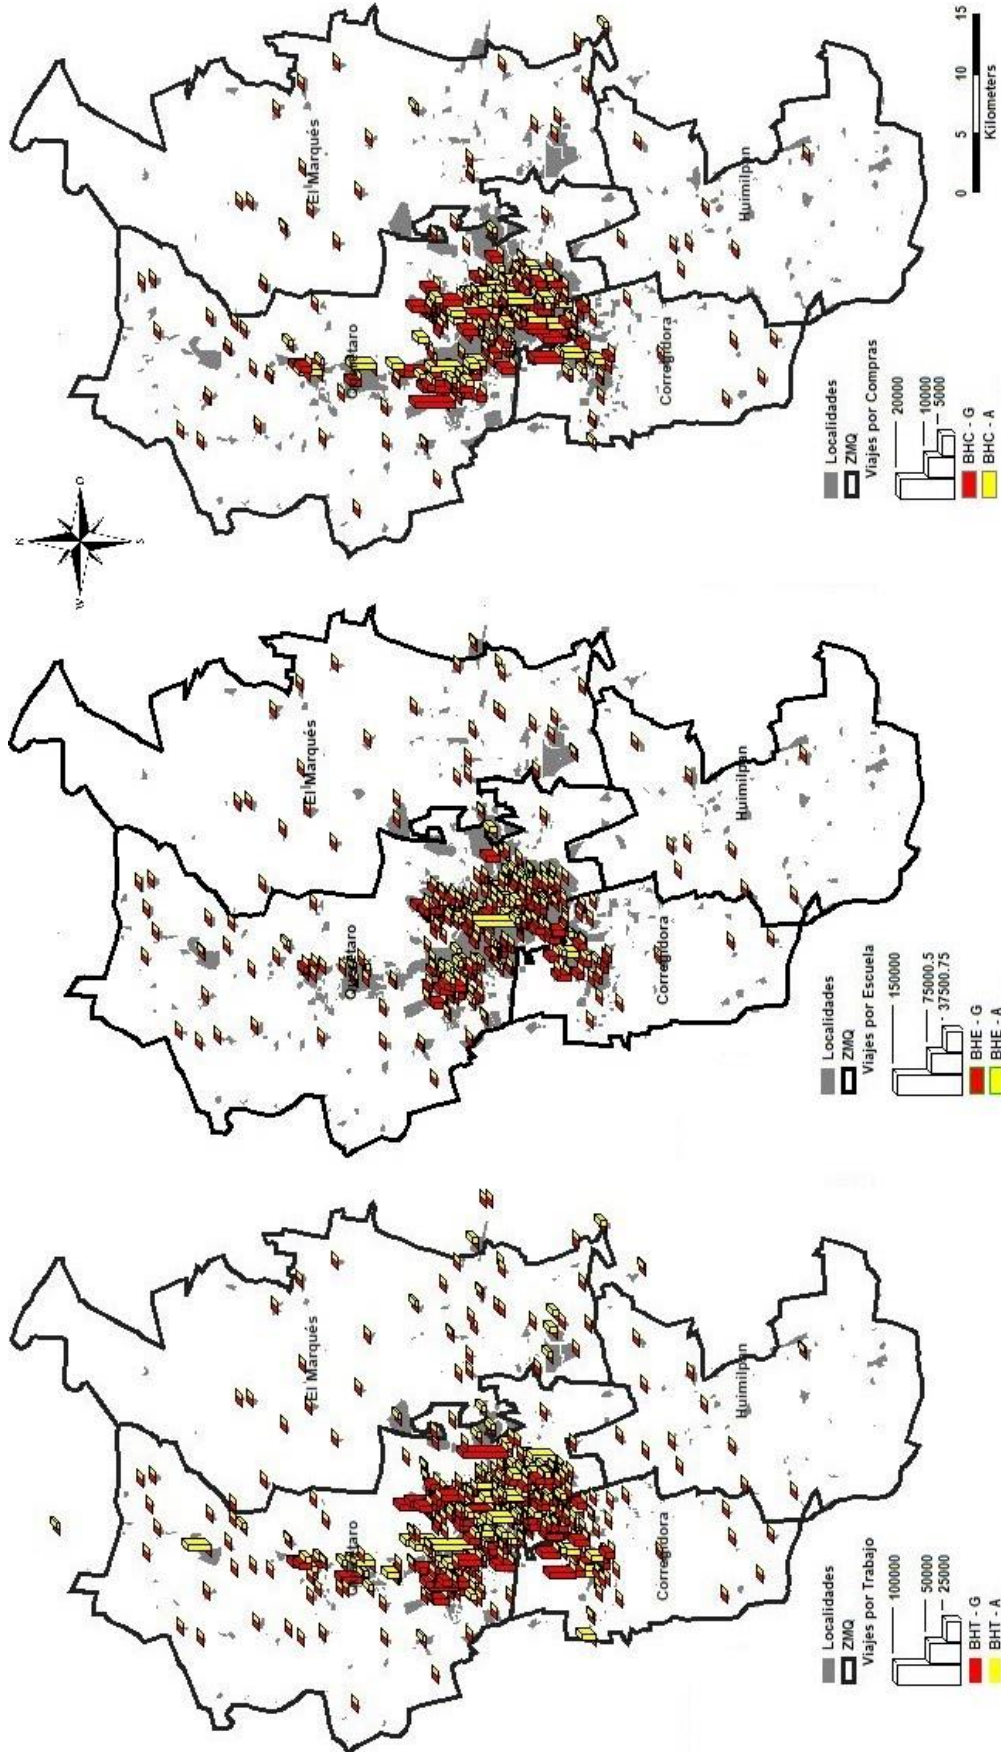 El Marqués
Corregidora
Huimilpan
Localidades
ZMQ
Viajes por Trabajo
100000
50000
25000
BHT - G
BHT - A
El Marqués
Corregidora
Huimilpan
Localidades
ZMQ
Viajes por Escuela
150000
75000.5
37500.75
BHE - G
BHE - A
N
W
O
S
El Marqués
Corregidora
Huimilpan
Localidades
ZMQ
Viajes por Compras
20000
10000
5000
BHC - G
BHC - A
0 5 10 15
Kilometers